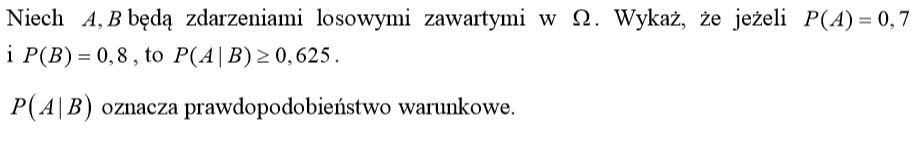 Niech A, B będą zdarzeniami losowymi zawartymi w Ω. Wykaż, że jeżeli P(A) = 0,7
i P(B) = 0,8, to P(A | B) ≥ 0,625.
P(A | B) oznacza prawdopodobieństwo warunkowe.